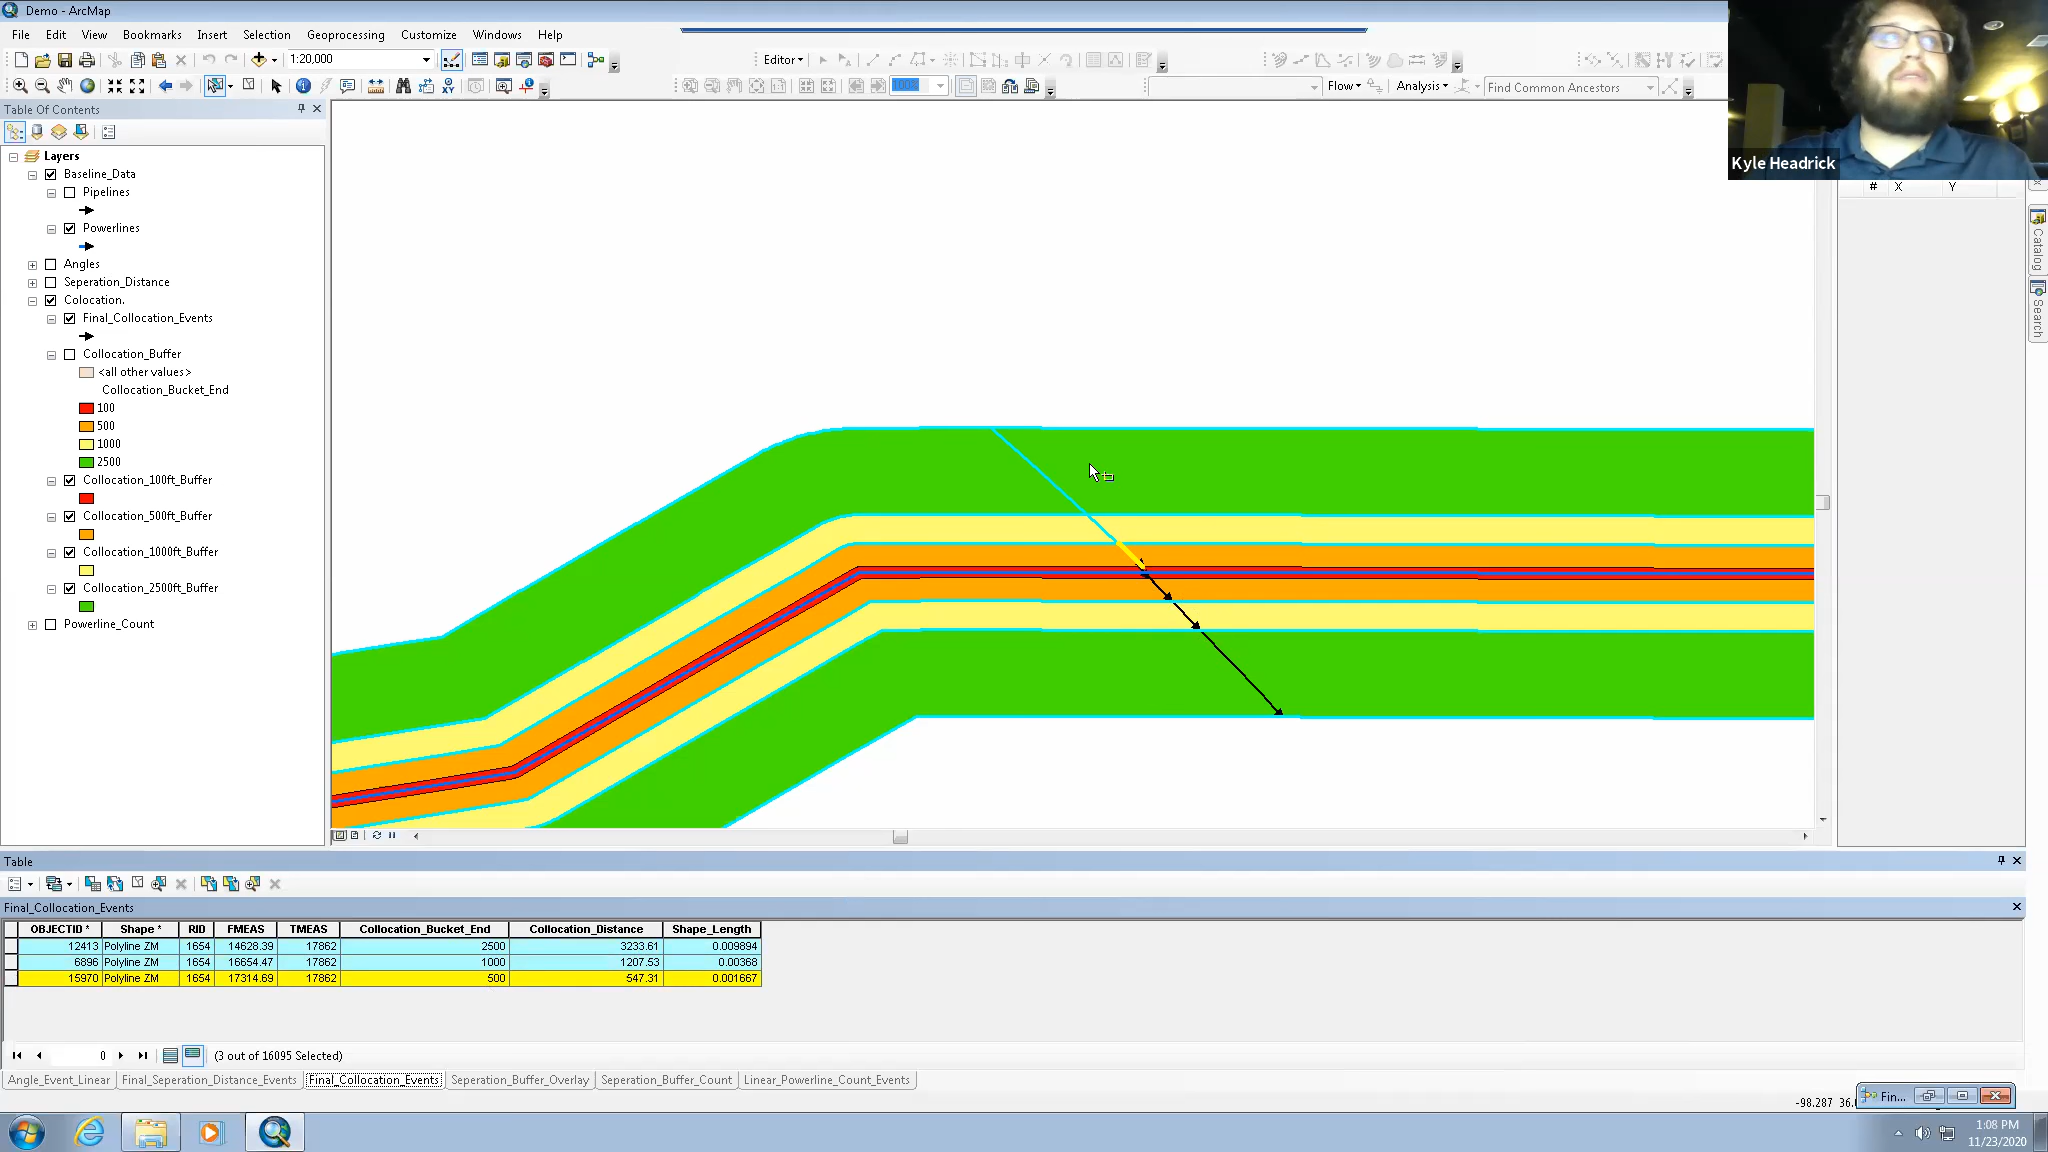 Demo - ArcMap
File Edit View Bookmarks Insert Selection Geoprocessing Customize Windows Help
1:20,000
Editor
100%
Flow
Analysis
Find Common Ancestors
Kyle Headrick
Table Of Contents
# X Y
Layers
Baseline_Data
Pipelines
Powerlines
Angles
Seperation_Distance
Colocation.
Final_Collocation_Events
Collocation_Buffer
<all other values>
Collocation_Bucket_End
100
500
1000
2500
Collocation_100ft_Buffer
Collocation_500ft_Buffer
Collocation_1000ft_Buffer
Collocation_2500ft_Buffer
Powerline_Count
Catalog
Search
Table
Final_Collocation_Events
OBJECTID * Shape * RID FMEAS TMEAS Collocation_Bucket_End Collocation_Distance Shape_Length
12413 Polyline ZM 1654 14628.39 17862 2500 3233.61 0.009894
6896 Polyline ZM 1654 16654.47 17862 1000 1207.53 0.00368
15970 Polyline ZM 1654 17314.69 17862 500 547.31 0.001667
0 (3 out of 16095 Selected)
Angle_Event_Linear Final_Seperation_Distance_Events Final_Collocation_Events Seperation_Buffer_Overlay Seperation_Buffer_Count Linear_Powerline_Count_Events
-98.287 Fin...
1:08 PM
11/23/2020